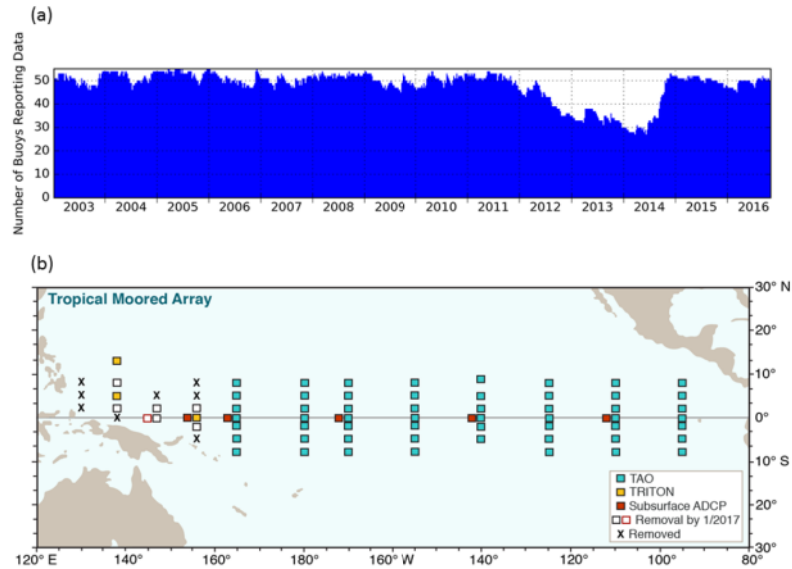 (a)
Number of Buoys Reporting Data
50
40
30
20
10
0
2003 2004 2005 2006 2007 2008 2009 2010 2011 2012 2013 2014 2015 2016
(b)
Tropical Moored Array
30° N
20°
10°
0°
10° S
20°
30°
TAO
TRITON
Subsurface ADCP
Removal by 1/2017
X Removed
120° E 140° 160° 180° 160° W 140° 120° 100° 80°